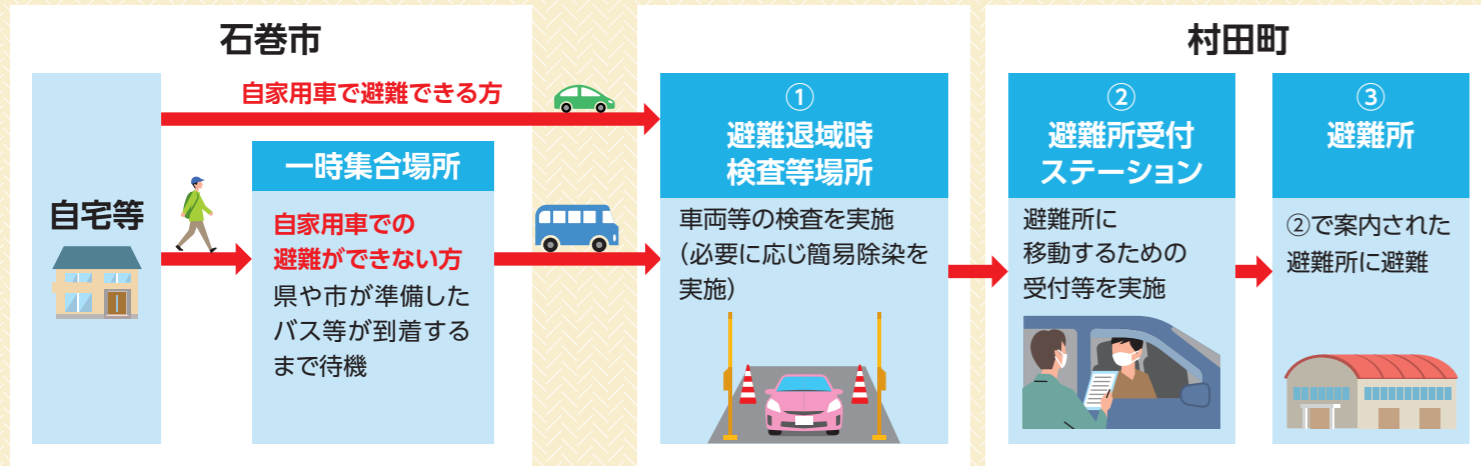 石巻市
自宅等
自家用車で避難できる方
一時集合場所
自家用車での
避難ができない方
県や市が準備した
バス等が到着する
まで待機
①
避難退域時
検査等場所
車両等の検査を実施
(必要に応じ簡易除染を
実施)
村田町
②
避難所受付
ステーション
避難所に
移動するための
受付等を実施
③
避難所
②で案内された
避難所に避難